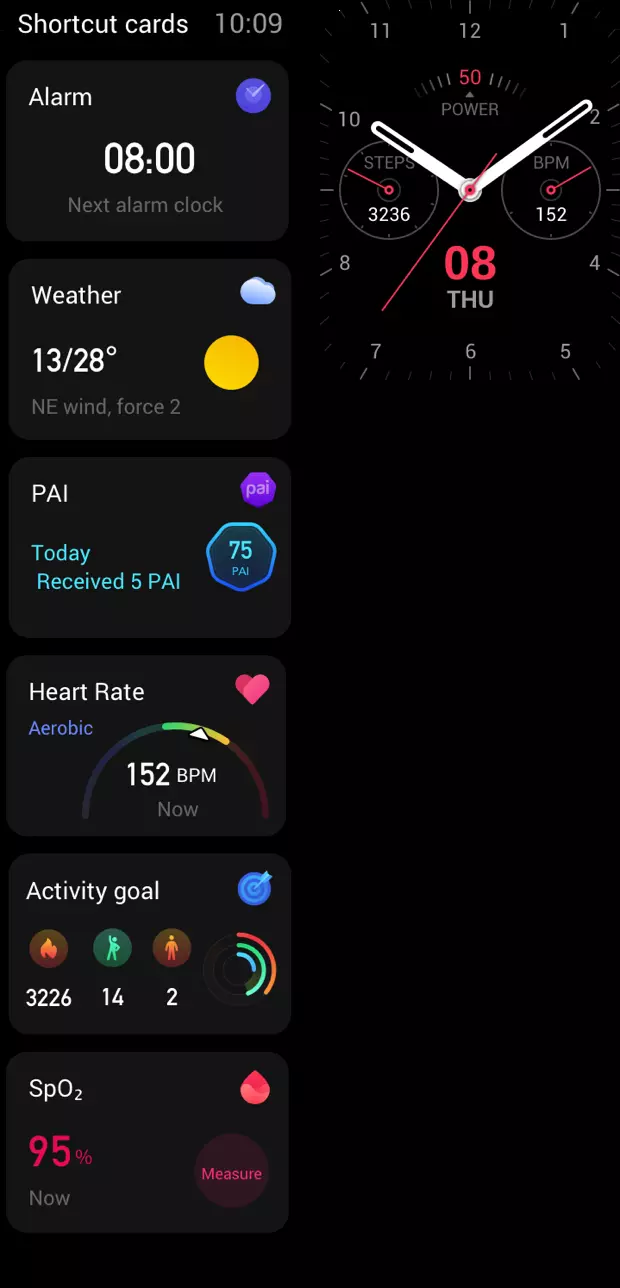 Shortcut cards 10:09
Alarm
08:00
Next alarm clock
Weather
13/28°
NE wind, force 2
PAI
pai
Today
Received 5 PAI
75
PAI
Heart Rate
Aerobic
152 BPM
Now
Activity goal
3226 14 2
SpO₂
95%
Now
Measure
11 12 1
50
POWER
10 2
STEPS
3236
BPM
152
08
THU
8 4
7 6 5